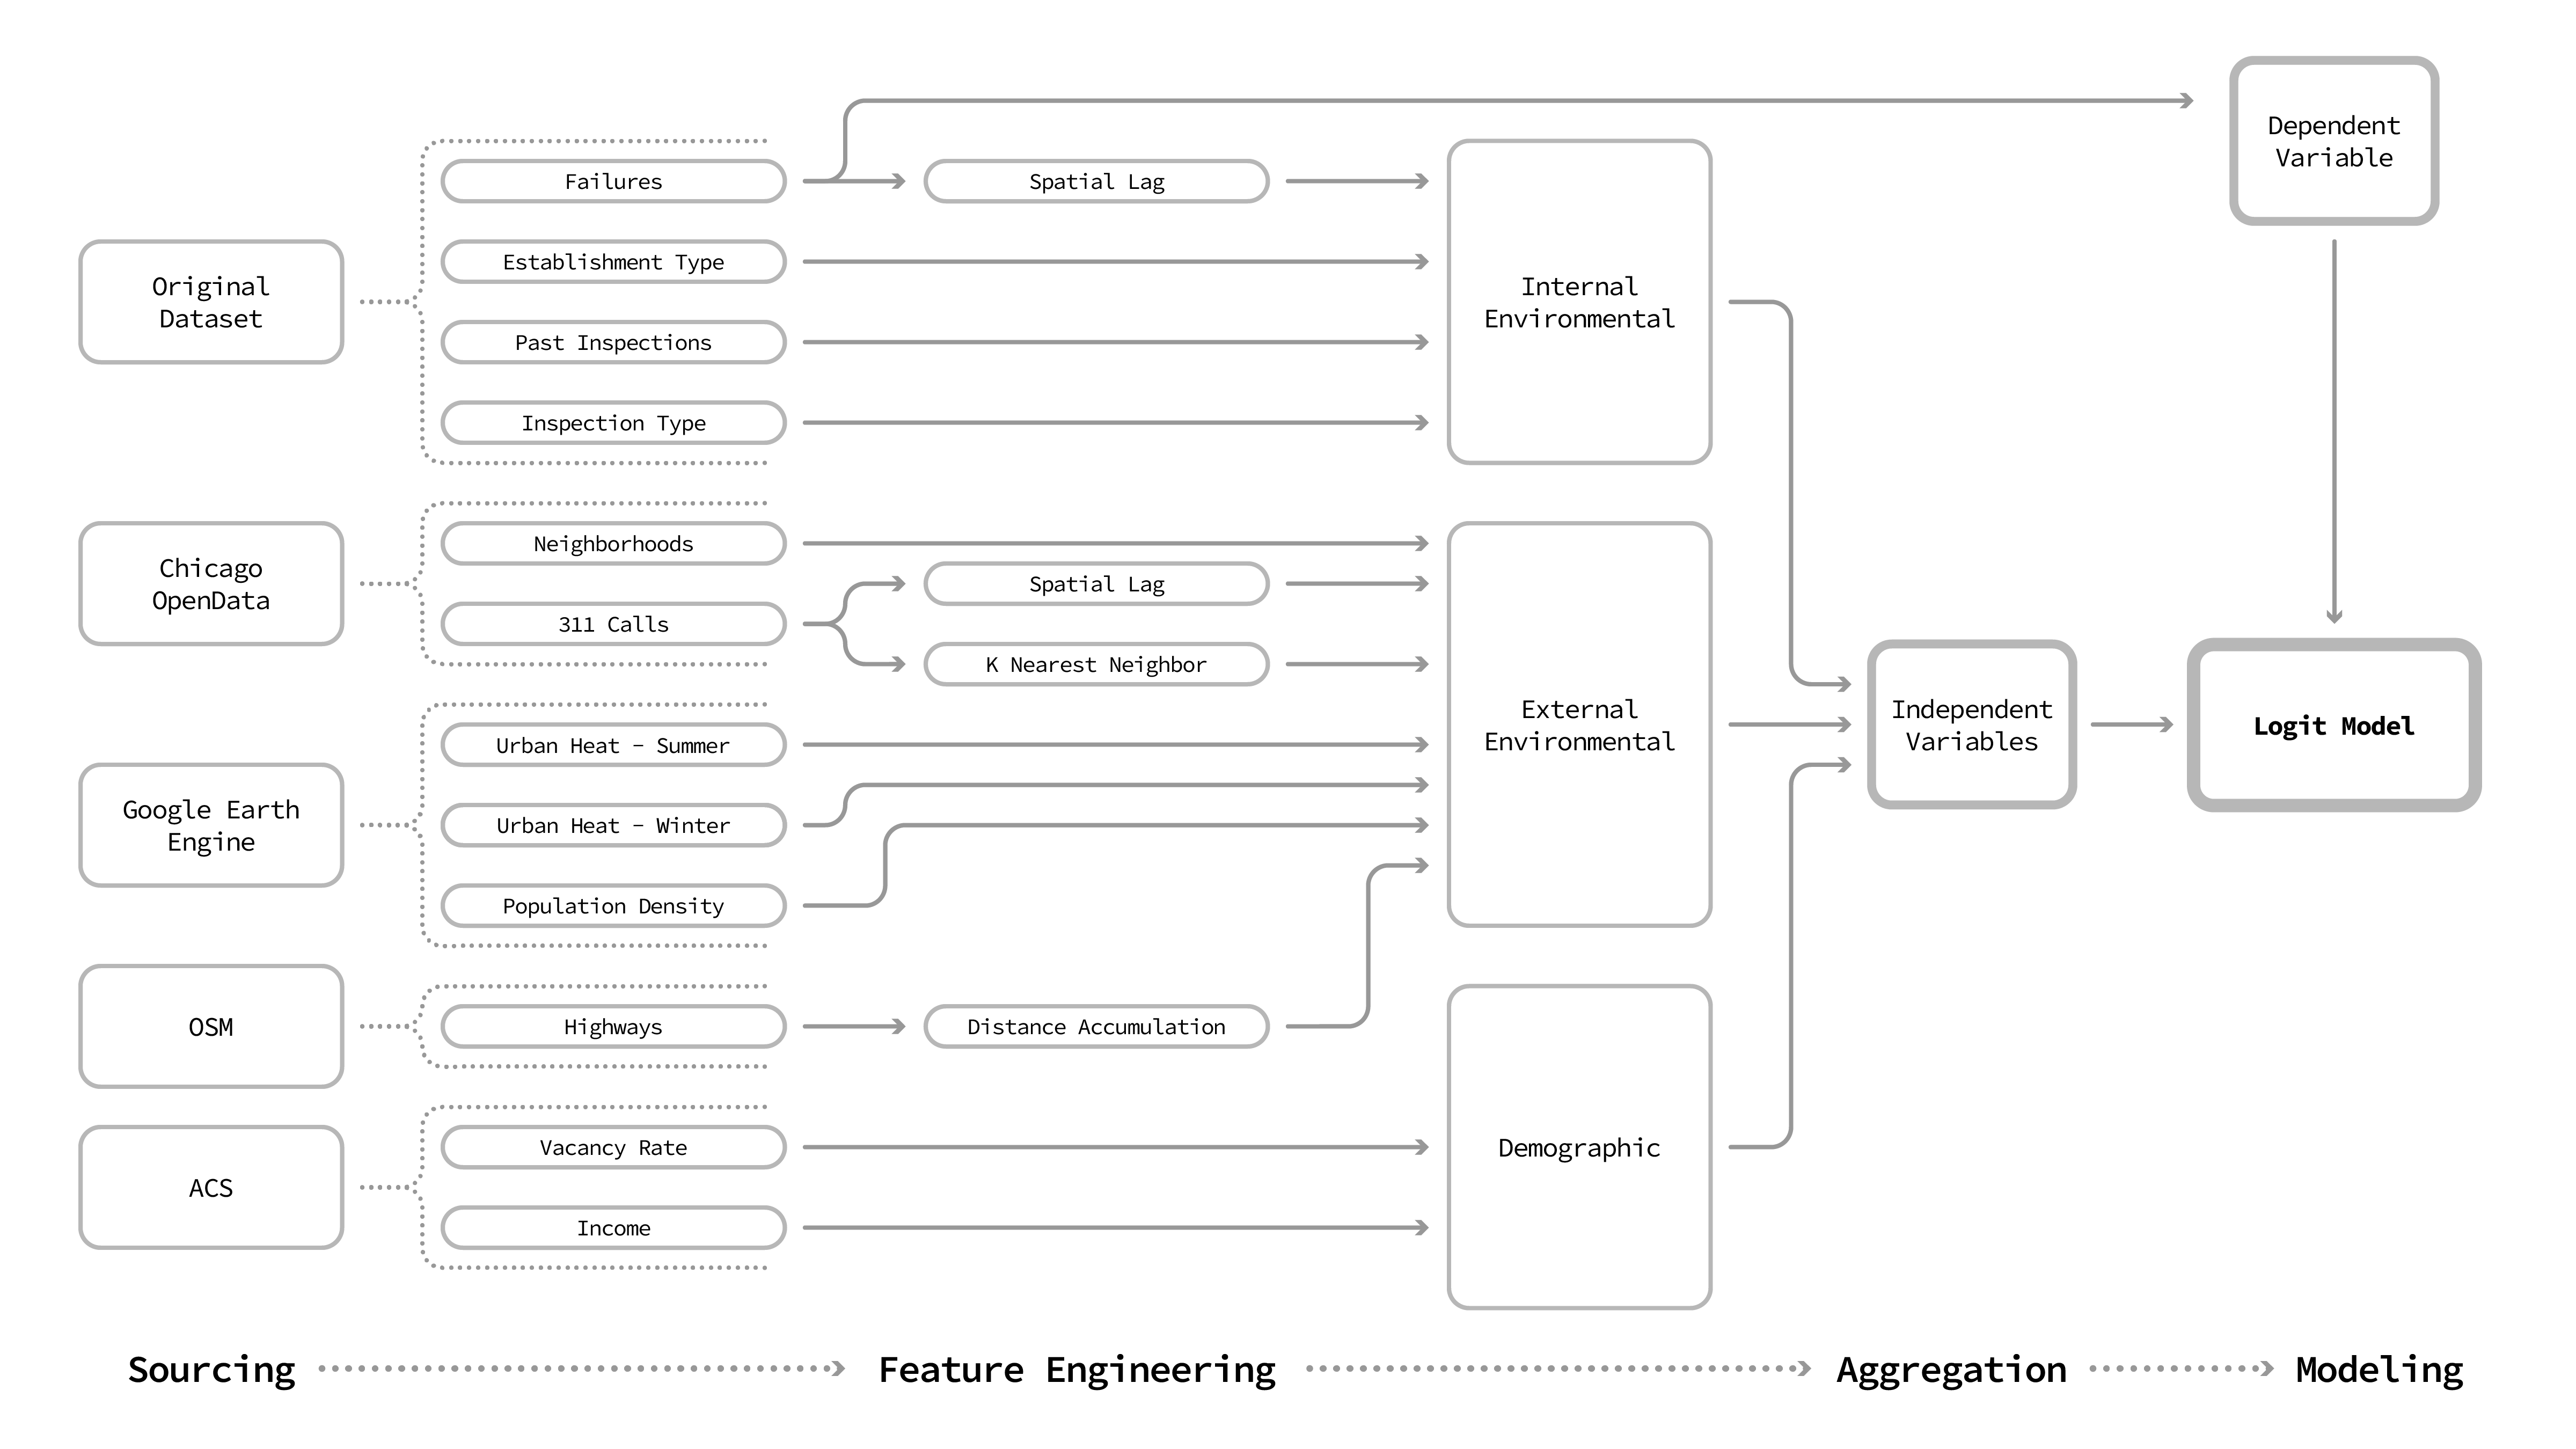 Dependent
Variable
Failures
Spatial Lag
Original
Dataset
Establishment Type
Past Inspections
Inspection Type
Internal
Environmental
Chicago
OpenData
Neighborhoods
311 Calls
Spatial Lag
K Nearest Neighbor
Google Earth
Engine
Urban Heat - Summer
Urban Heat - Winter
Population Density
External
Environmental
Independent
Variables
Logit Model
OSM
Highways
Distance Accumulation
ACS
Vacancy Rate
Income
Demographic
Sourcing
Feature Engineering
Aggregation
Modeling